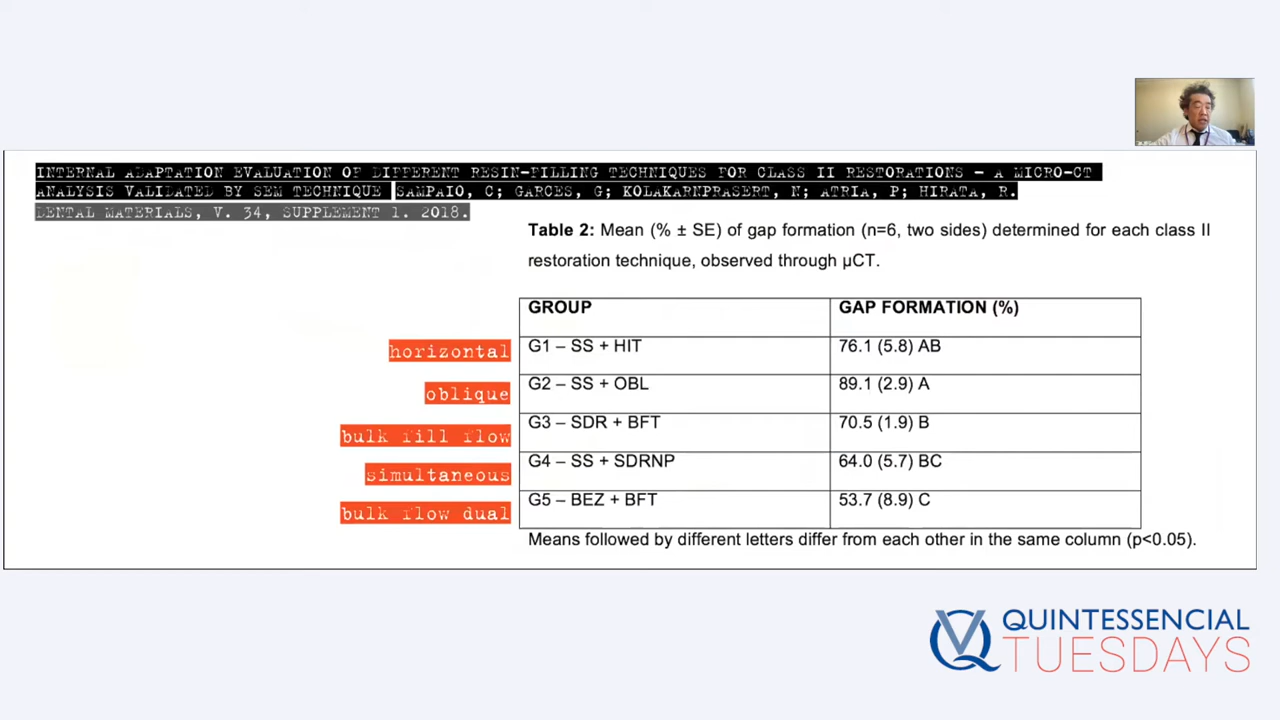 INTERNAL ADAPTATION EVALUATION OF DIFFERENT RESIN-FILLING TECHNIQUES FOR CLASS II RESTORATIONS – A MICRO-CT
ANALYSIS VALIDATED BY SEM TECHNIQUE SAMPAIO, C; GARCES, G; KOLAKARNPRASERT, N; ATRIA, P; HIRATA, R.
DENTAL MATERIALS, V. 34, SUPPLEMENT 1. 2018.
Table 2: Mean (% ± SE) of gap formation (n=6, two sides) determined for each class II
restoration technique, observed through µCT.
GROUP GAP FORMATION (%)
horizontal G1 – SS + HIT 76.1 (5.8) AB
oblique G2 – SS + OBL 89.1 (2.9) A
bulk fill flow G3 – SDR + BFT 70.5 (1.9) B
simultaneous G4 – SS + SDRNP 64.0 (5.7) BC
bulk flow dual G5 – BEZ + BFT 53.7 (8.9) C
Means followed by different letters differ from each other in the same column (p<0.05).
QUINTESSENCIAL
TUESDAYS